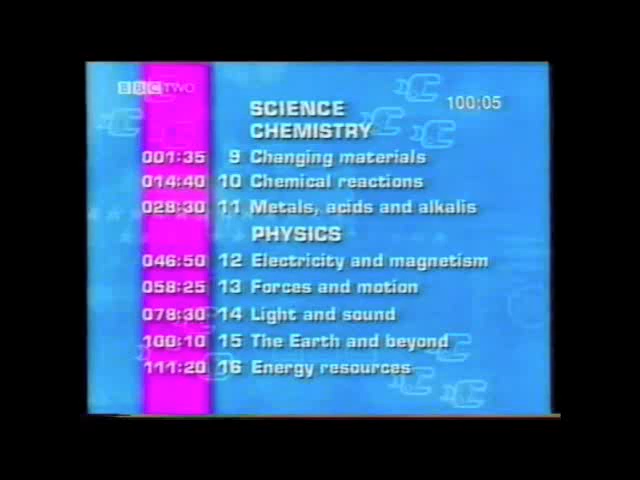 BBC TWO
100:05
SCIENCE
CHEMISTRY
001:35 9 Changing materials
014:40 10 Chemical reactions
028:30 11 Metals, acids and alkalis
PHYSICS
046:50 12 Electricity and magnetism
058:25 13 Forces and motion
078:30 14 Light and sound
100:10 15 The Earth and beyond
111:20 16 Energy resources